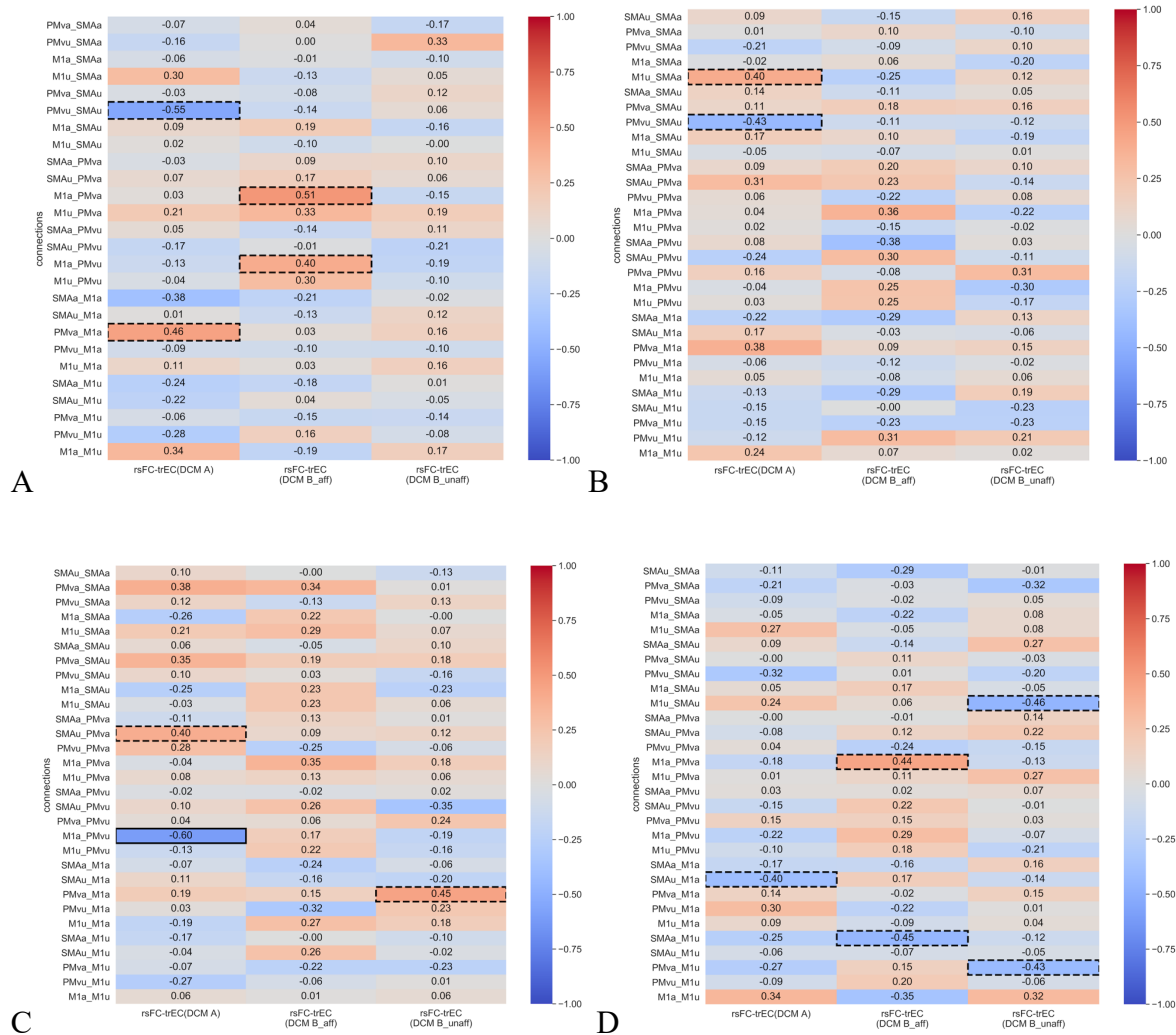 PMva_SMAa -0.07 0.04 -0.17
PMvu_SMAa -0.16 0.00 0.33
M1a_SMAa -0.06 -0.01 -0.10
M1u_SMAa 0.30 -0.13 0.05
PMva_SMAu -0.03 -0.08 0.12
PMvu_SMAu -0.55 -0.14 0.06
M1a_SMAu 0.09 0.19 -0.16
M1u_SMAu 0.02 -0.10 -0.00
SMAa_PMva -0.03 0.09 0.10
SMAu_PMva 0.07 0.17 0.06
M1a_PMva 0.03 0.51 -0.15
M1u_PMva 0.21 0.33 0.19
SMAa_PMvu 0.05 -0.14 0.11
SMAu_PMvu -0.17 -0.01 -0.21
M1a_PMvu -0.13 0.40 -0.19
M1u_PMvu -0.04 0.30 -0.10
SMAa_M1a -0.38 -0.21 -0.02
SMAu_M1a 0.01 -0.13 0.12
PMva_M1a 0.46 0.03 0.16
PMvu_M1a -0.09 -0.10 -0.10
M1u_M1a 0.11 0.03 0.16
SMAa_M1u -0.24 -0.18 0.01
SMAu_M1u -0.22 0.04 -0.05
PMva_M1u -0.06 -0.15 -0.14
PMvu_M1u -0.28 0.16 -0.08
M1a_M1u 0.34 -0.19 0.17
connections
rsFC-trEC(DCM A) rsFC-trEC rsFC-trEC
(DCM B_aff) (DCM B_unaff)
1.00
0.75
0.50
0.25
0.00
-0.25
-0.50
-0.75
-1.00
A
SMAu_SMAa 0.09 -0.15 0.16
PMva_SMAa 0.01 0.10 -0.10
PMvu_SMAa -0.21 -0.09 0.10
M1a_SMAa -0.02 0.06 -0.20
M1u_SMAa 0.40 -0.25 0.12
SMAa_SMAu 0.14 -0.11 0.05
PMva_SMAu 0.11 0.18 0.16
PMvu_SMAu -0.43 -0.11 -0.12
M1a_SMAu 0.17 0.10 -0.19
M1u_SMAu -0.05 -0.07 0.01
SMAa_PMva 0.09 0.20 0.10
SMAu_PMva 0.31 0.23 -0.14
PMvu_PMva 0.06 -0.22 0.08
M1a_PMva 0.04 0.36 -0.22
M1u_PMva 0.02 -0.15 -0.02
SMAa_PMvu 0.08 -0.38 0.03
SMAu_PMvu -0.24 0.30 -0.11
PMva_PMvu 0.16 -0.08 0.31
M1a_PMvu -0.04 0.25 -0.30
M1u_PMvu 0.03 0.25 -0.17
SMAa_M1a -0.22 -0.29 0.13
SMAu_M1a 0.17 -0.03 -0.06
PMva_M1a 0.38 0.09 0.15
PMvu_M1a -0.06 -0.12 -0.02
M1u_M1a 0.05 -0.08 0.06
SMAa_M1u -0.13 -0.29 0.19
SMAu_M1u -0.15 -0.00 -0.23
PMva_M1u -0.15 -0.23 -0.23
PMvu_M1u -0.12 0.31 0.21
M1a_M1u 0.24 0.07 0.02
connections
rsFC-trEC(DCM A) rsFC-trEC rsFC-trEC
(DCM B_aff) (DCM B_unaff)
1.00
0.75
0.50
0.25
0.00
-0.25
-0.50
-0.75
-1.00
B
SMAu_SMAa 0.10 -0.00 -0.13
PMva_SMAa 0.38 0.34 0.01
PMvu_SMAa 0.12 -0.13 0.13
M1a_SMAa -0.26 0.22 -0.00
M1u_SMAa 0.21 0.29 0.07
SMAa_SMAu 0.06 -0.05 0.10
PMva_SMAu 0.35 0.19 0.18
PMvu_SMAu 0.10 0.03 -0.16
M1a_SMAu -0.25 0.23 -0.23
M1u_SMAu -0.03 0.23 0.06
SMAa_PMva -0.11 0.13 0.01
SMAu_PMva 0.40 0.09 0.12
PMvu_PMva 0.28 -0.25 -0.06
M1a_PMva -0.04 0.35 0.18
M1u_PMva 0.08 0.13 0.06
SMAa_PMvu -0.02 -0.02 0.02
SMAu_PMvu 0.10 0.26 -0.35
PMva_PMvu 0.04 0.06 0.24
M1a_PMvu -0.60 0.17 -0.19
M1u_PMvu -0.13 0.22 -0.16
SMAa_M1a -0.07 -0.24 -0.06
SMAu_M1a 0.11 -0.16 -0.20
PMva_M1a 0.19 0.15 0.45
PMvu_M1a 0.03 -0.32 0.23
M1u_M1a -0.19 0.27 0.18
SMAa_M1u -0.17 -0.00 -0.10
SMAu_M1u -0.04 0.26 -0.02
PMva_M1u -0.07 -0.22 -0.23
PMvu_M1u -0.27 -0.06 0.01
M1a_M1u 0.06 0.01 0.06
connections
rsFC-trEC(DCM A) rsFC-trEC rsFC-trEC
(DCM B_aff) (DCM B_unaff)
1.00
0.75
0.50
0.25
0.00
-0.25
-0.50
-0.75
-1.00
C
SMAu_SMAa -0.11 -0.29 -0.01
PMva_SMAa -0.21 -0.03 -0.32
PMvu_SMAa -0.09 -0.02 0.05
M1a_SMAa -0.05 -0.22 0.08
M1u_SMAa 0.27 -0.05 0.08
SMAa_SMAu 0.09 -0.14 0.27
PMva_SMAu -0.00 0.11 -0.03
PMvu_SMAu -0.32 0.01 -0.20
M1a_SMAu 0.05 0.17 -0.05
M1u_SMAu 0.24 0.06 -0.46
SMAa_PMva -0.00 -0.01 0.14
SMAu_PMva -0.08 0.12 0.22
PMvu_PMva 0.04 -0.24 -0.15
M1a_PMva -0.18 0.44 -0.13
M1u_PMva 0.01 0.11 0.27
SMAa_PMvu 0.03 0.02 0.07
SMAu_PMvu -0.15 0.22 -0.01
PMva_PMvu 0.15 0.15 0.03
M1a_PMvu -0.22 0.29 -0.07
M1u_PMvu -0.10 0.18 -0.21
SMAa_M1a -0.17 -0.16 0.16
SMAu_M1a -0.40 0.17 -0.14
PMva_M1a 0.14 -0.02 0.15
PMvu_M1a 0.30 -0.22 0.01
M1u_M1a 0.09 -0.09 0.04
SMAa_M1u -0.25 -0.45 -0.12
SMAu_M1u -0.06 -0.07 -0.05
PMva_M1u -0.27 0.15 -0.43
PMvu_M1u -0.09 0.20 -0.06
M1a_M1u 0.34 -0.35 0.32
connections
rsFC-trEC(DCM A) rsFC-trEC rsFC-trEC
(DCM B_aff) (DCM B_unaff)
1.00
0.75
0.50
0.25
0.00
-0.25
-0.50
-0.75
-1.00
D